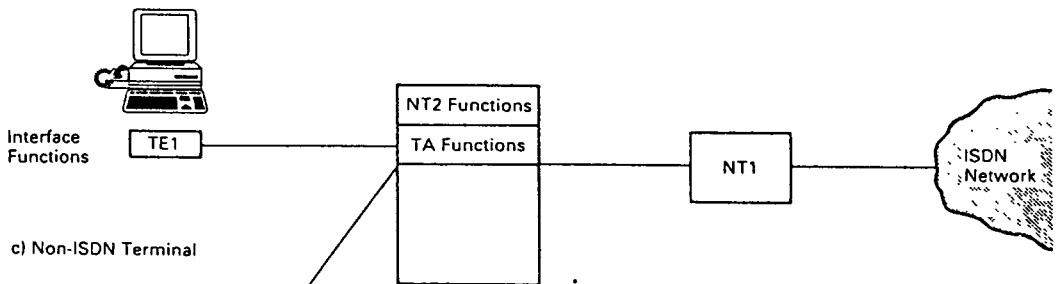 NT2 Functions
Interface
Functions
TE1
TA Functions
NT1
ISDN
Network
c) Non-ISDN Terminal